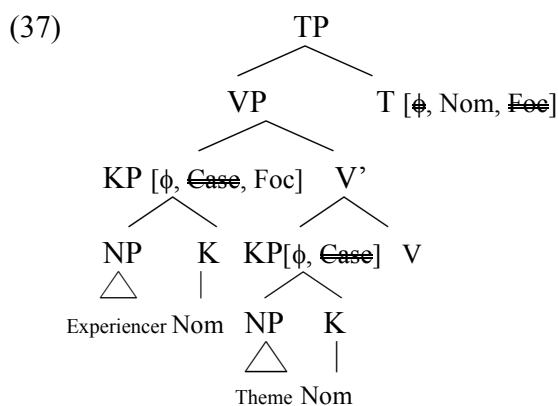 (37) TP
VP T [ϕ, Nom, Foc]
KP [ϕ, Case, Foc] V’
NP K KP[ϕ, Case] V
Experiencer Nom NP K
Theme Nom